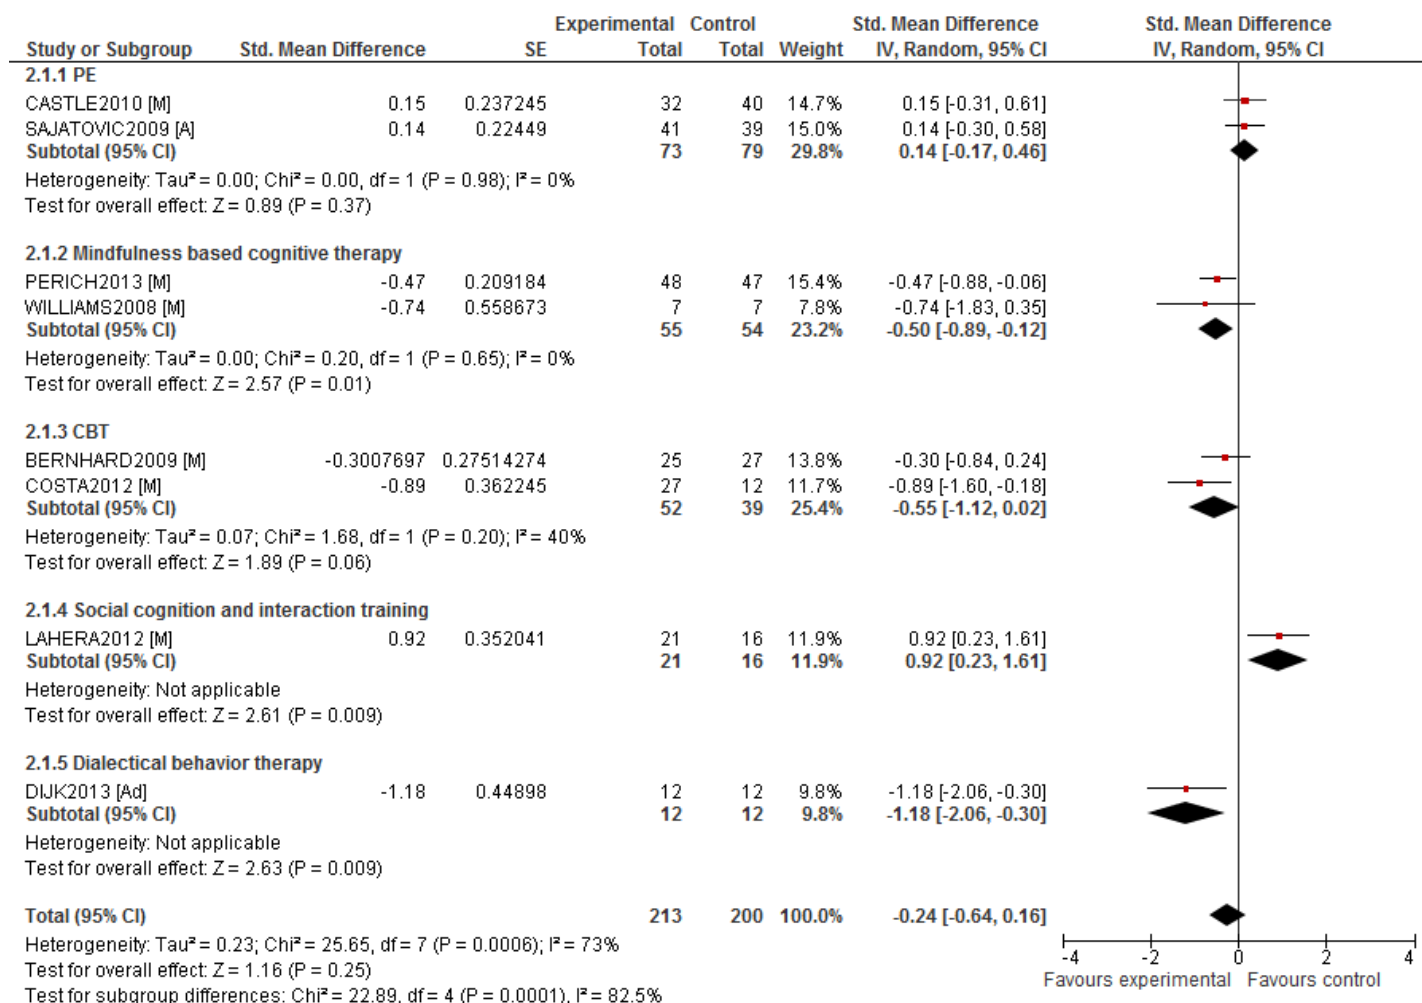 Experimental Control Std. Mean Difference Std. Mean Difference
Study or Subgroup Std. Mean Difference SE Total Total Weight IV, Random, 95% CI IV, Random, 95% CI
2.1.1 PE
CASTLE2010 [M] 0.15 0.237245 32 40 14.7% 0.15 [-0.31, 0.61]
SAJATOVIC2009 [A] 0.14 0.22449 41 39 15.0% 0.14 [-0.30, 0.58]
Subtotal (95% CI) 73 79 29.8% 0.14 [-0.17, 0.46]
Heterogeneity: Tau² = 0.00; Chi² = 0.00, df = 1 (P = 0.98); I² = 0%
Test for overall effect: Z = 0.89 (P = 0.37)
2.1.2 Mindfulness based cognitive therapy
PERICH2013 [M] -0.47 0.209184 48 47 15.4% -0.47 [-0.88, -0.06]
WILLIAMS2008 [M] -0.74 0.558673 7 7 7.8% -0.74 [-1.83, 0.35]
Subtotal (95% CI) 55 54 23.2% -0.50 [-0.89, -0.12]
Heterogeneity: Tau² = 0.00; Chi² = 0.20, df = 1 (P = 0.65); I² = 0%
Test for overall effect: Z = 2.57 (P = 0.01)
2.1.3 CBT
BERNHARD2009 [M] -0.3007697 0.27514274 25 27 13.8% -0.30 [-0.84, 0.24]
COSTA2012 [M] -0.89 0.362245 27 12 11.7% -0.89 [-1.60, -0.18]
Subtotal (95% CI) 52 39 25.4% -0.55 [-1.12, 0.02]
Heterogeneity: Tau² = 0.07; Chi² = 1.68, df = 1 (P = 0.20); I² = 40%
Test for overall effect: Z = 1.89 (P = 0.06)
2.1.4 Social cognition and interaction training
LAHERA2012 [M] 0.92 0.352041 21 16 11.9% 0.92 [0.23, 1.61]
Subtotal (95% CI) 21 16 11.9% 0.92 [0.23, 1.61]
Heterogeneity: Not applicable
Test for overall effect: Z = 2.61 (P = 0.009)
2.1.5 Dialectical behavior therapy
DIJK2013 [Ad] -1.18 0.44898 12 12 9.8% -1.18 [-2.06, -0.30]
Subtotal (95% CI) 12 12 9.8% -1.18 [-2.06, -0.30]
Heterogeneity: Not applicable
Test for overall effect: Z = 2.63 (P = 0.009)
Total (95% CI) 213 200 100.0% -0.24 [-0.64, 0.16]
Heterogeneity: Tau² = 0.23; Chi² = 25.65, df = 7 (P = 0.0006); I² = 73%
Test for overall effect: Z = 1.16 (P = 0.25)
Test for subgroup differences: Chi² = 22.89, df = 4 (P = 0.0001), I² = 82.5%
-4 -2 0 2 4
Favours experimental Favours control